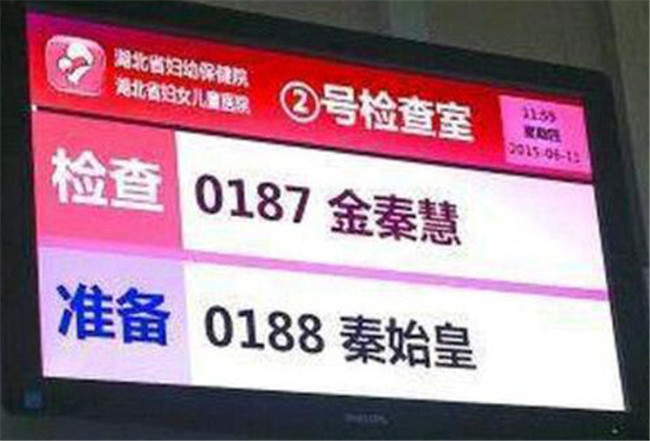 湖北省妇幼保健院
湖北省妇女儿童医院
②号检查室
11:59
星期四
2015-06-11
检查 0187 金秦慧
准备 0188 秦始皇
PHILIPS